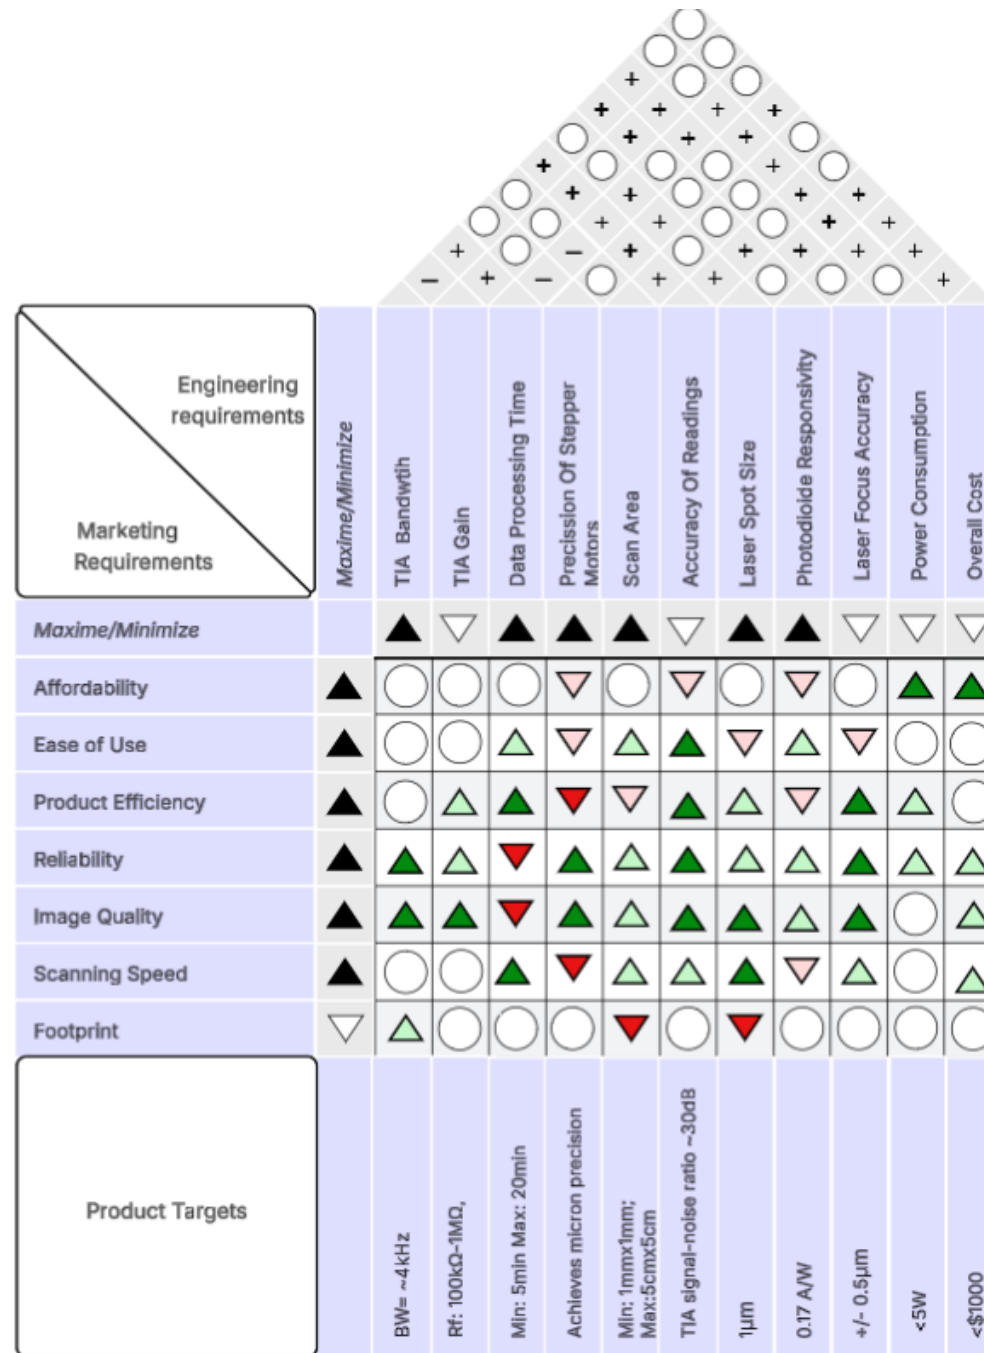 Engineering
requirements
Marketing
Requirements
Maxime/Minimize
TIA Bandwtih
TIA Gain
Data Processing Time
Precission Of Stepper
Motors
Scan Area
Accuracy Of Readings
Laser Spot Size
Photodioide Responsivity
Laser Focus Accuracy
Power Consumption
Overall Cost
Maxime/Minimize
Affordability
Ease of Use
Product Efficiency
Reliability
Image Quality
Scanning Speed
Footprint
Product Targets
BW= ~4kHz
Rf: 100kΩ-1MΩ,
Min: 5min Max: 20min
Achieves micron precision
Min: 1mmx1mm;
Max:5cmx5cm
TIA signal-noise ratio ~30dB
1μm
0.17 A/W
+/- 0.5μm
<5W
<$1000